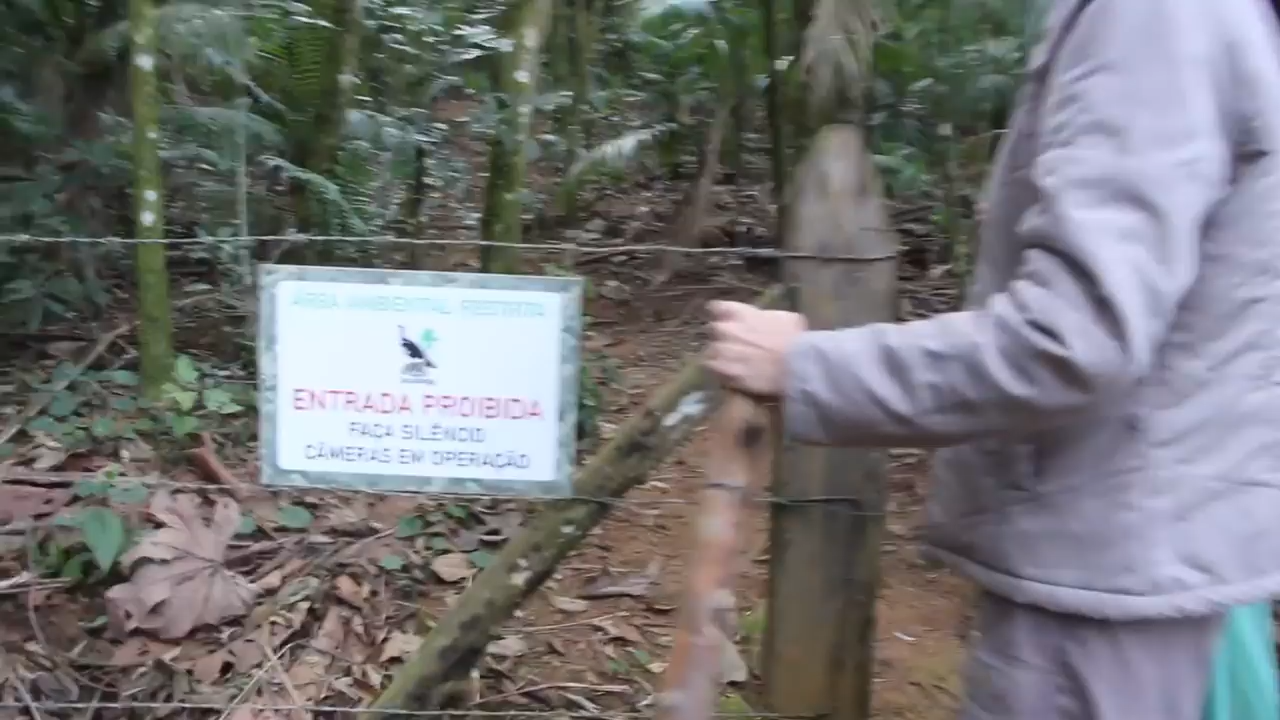 ÁREA AMBIENTAL RESTRITA
ENTRADA PROIBIDA
FAÇA SILÊNCIO
CÂMERAS EM OPERAÇÃO